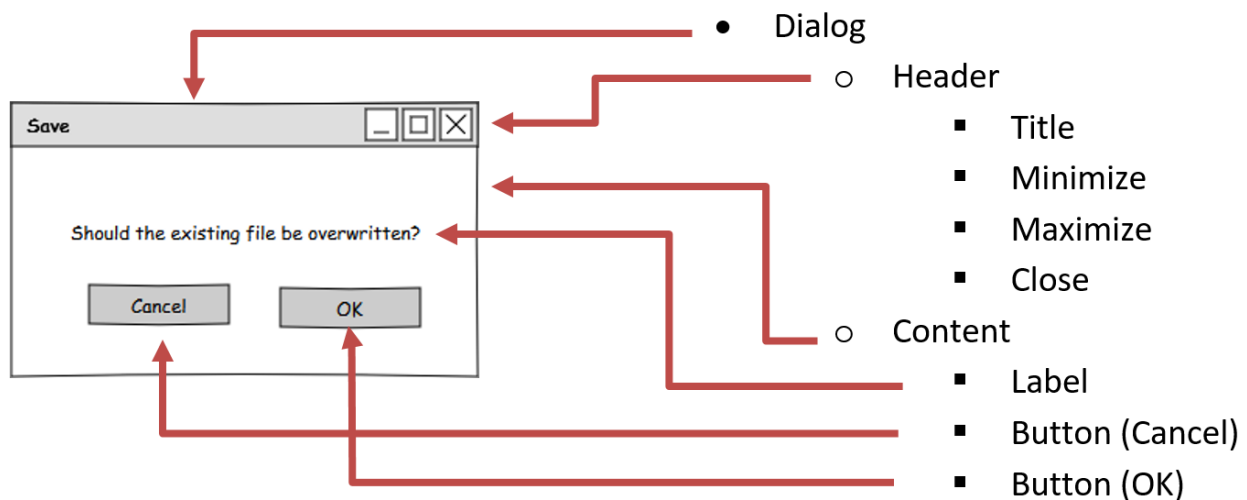 Dialog
Header
Title
Minimize
Maximize
Close
Content
Label
Button (Cancel)
Button (OK)
Save
Should the existing file be overwritten?
Cancel
OK